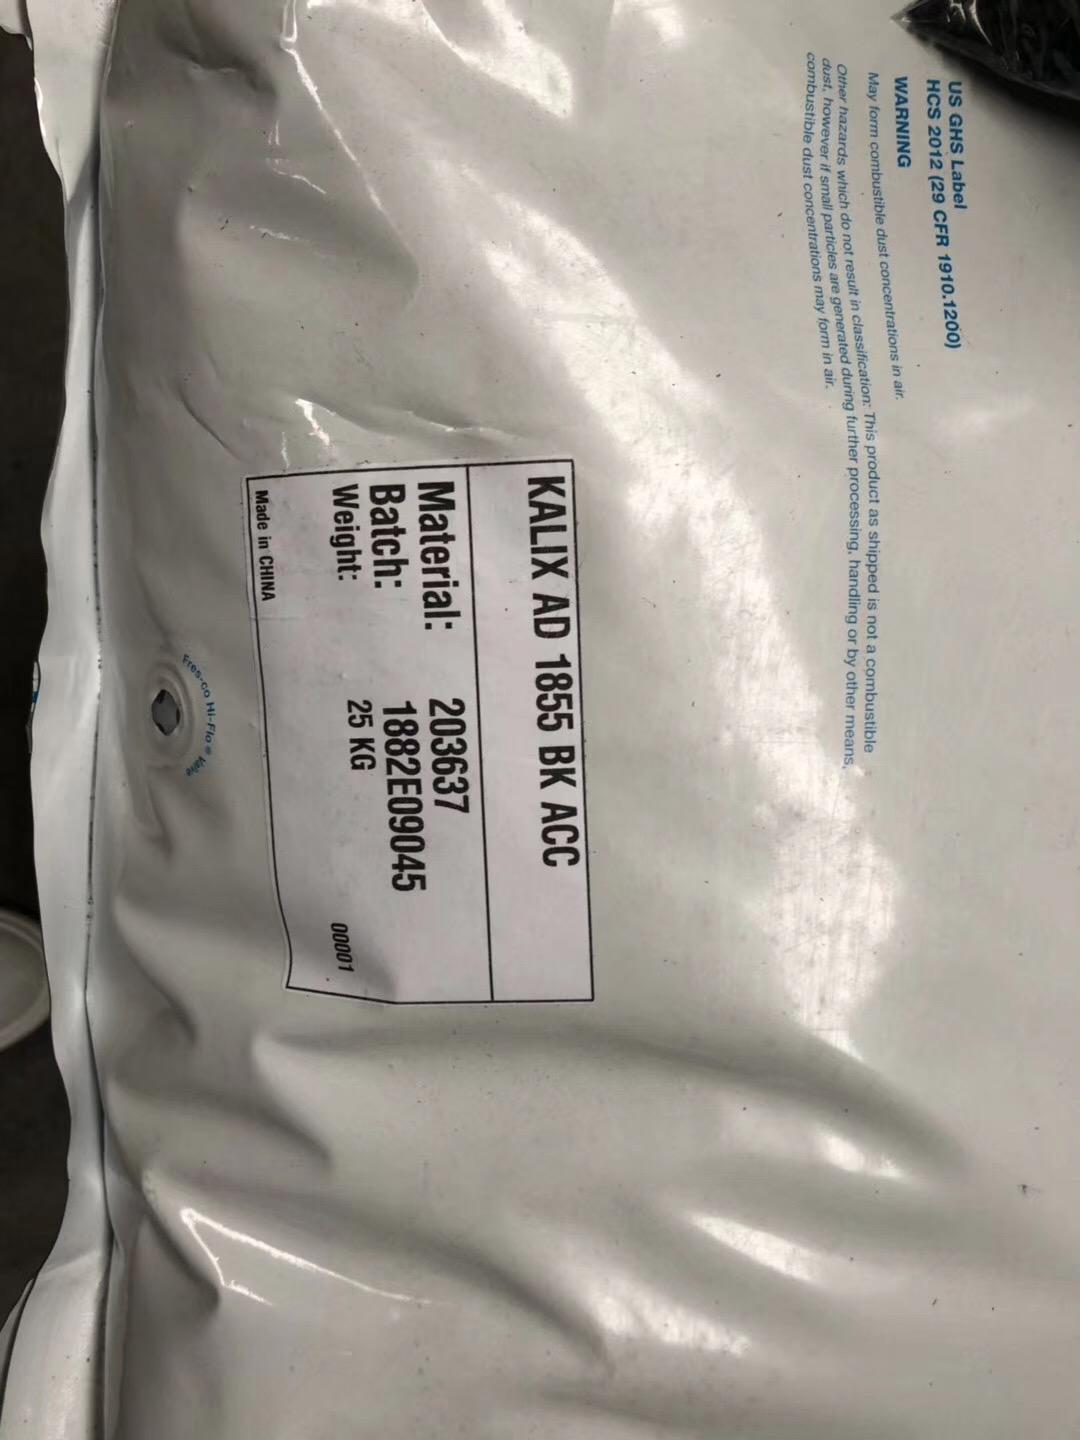 US GHS Label
HCS 2012 (29 CFR 1910.1200)
WARNING
May form combustible dust concentrations in air.
Other hazards which do not result in classification: This product as shipped is not a combustible
dust, however if small particles are generated during further processing, handling or by other means,
combustible dust concentrations may form in air.
KALIX AD 1855 BK ACC
Material: 203637
Batch: 1882E09045
Weight: 25 KG
00001
Made in CHINA
Fres-co Hi-Flo ® Valve